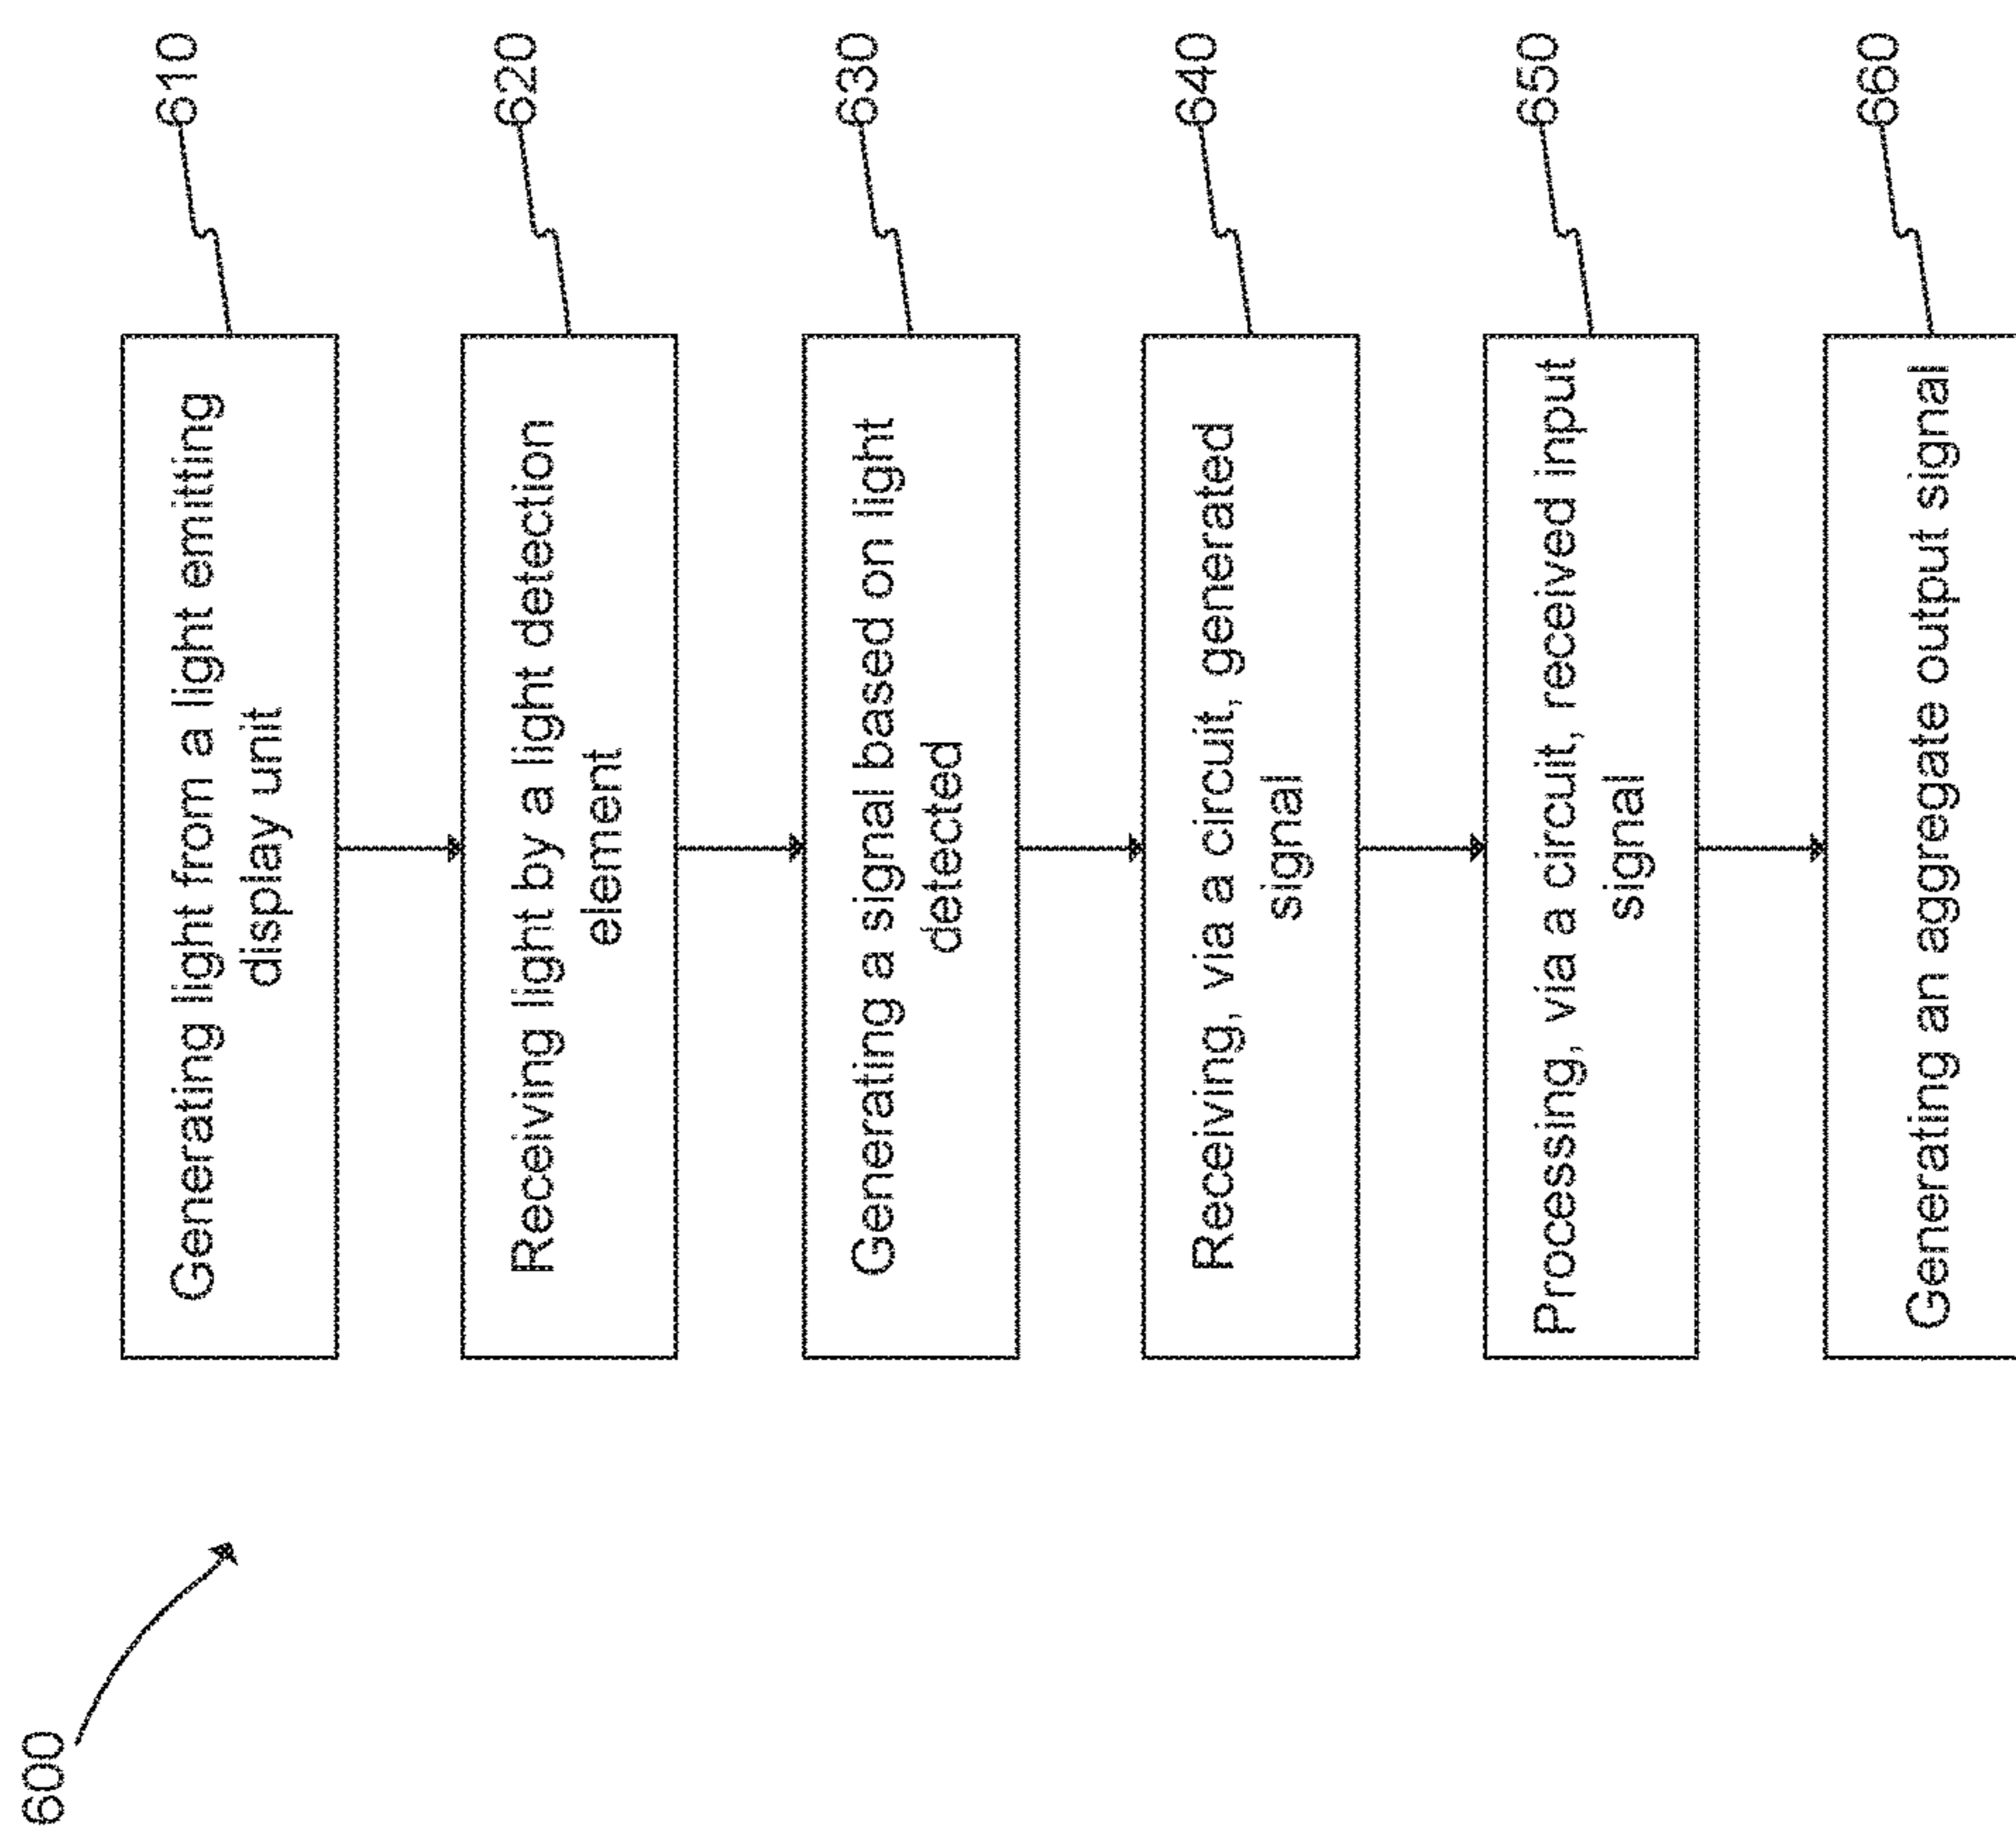 600
610
Generating light from a light emitting
display unit
620
Receiving light by a light detection
element
630
Generating a signal based on light
detected
640
Receiving, via a circuit, generated
signal
650
Processing, via a circuit, received input
signal
660
Generating an aggregate output signal